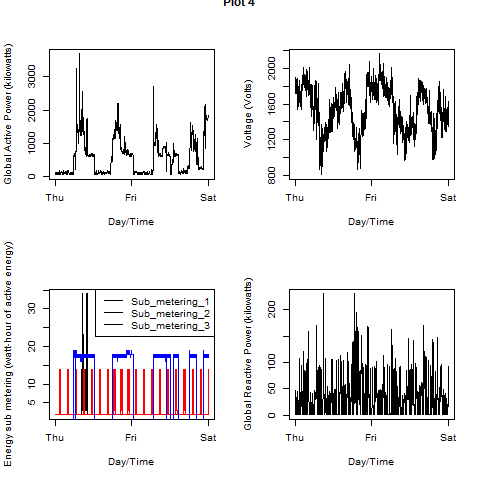 Plot 4
Global Active Power (kilowatts)
0 1000 2000 3000
Thu Fri Sat
Day/Time
Voltage (Volts)
800 1200 1600 2000
Thu Fri Sat
Day/Time
Energy sub metering (watt-hour of active energy)
5 10 20 35
Sub_metering_1
Sub_metering_2
Sub_metering_3
Thu Fri Sat
Day/Time
Global Reactive Power (kilowatts)
0 50 100 200
Thu Fri Sat
Day/Time